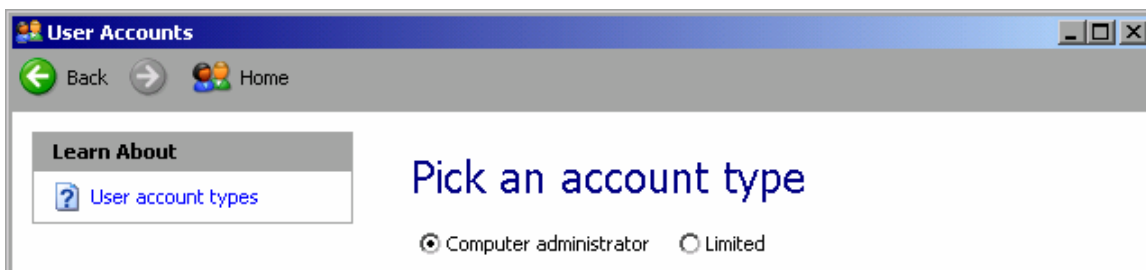 User Accounts
Back Home
Learn About
User account types
Pick an account type
Computer administrator Limited